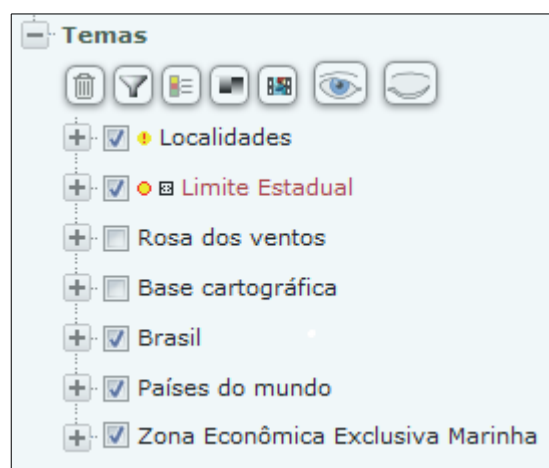 Temas
Localidades
Limite Estadual
Rosa dos ventos
Base cartográfica
Brasil
Países do mundo
Zona Econômica Exclusiva Marinha